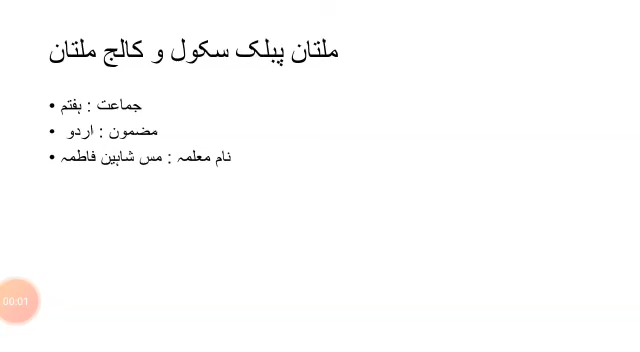 ملتان پبلک سکول و کالج ملتان
• جماعت : ہفتم
• مضمون : اردو
• نام معلمہ : مس شاہین فاطمہ
00:01